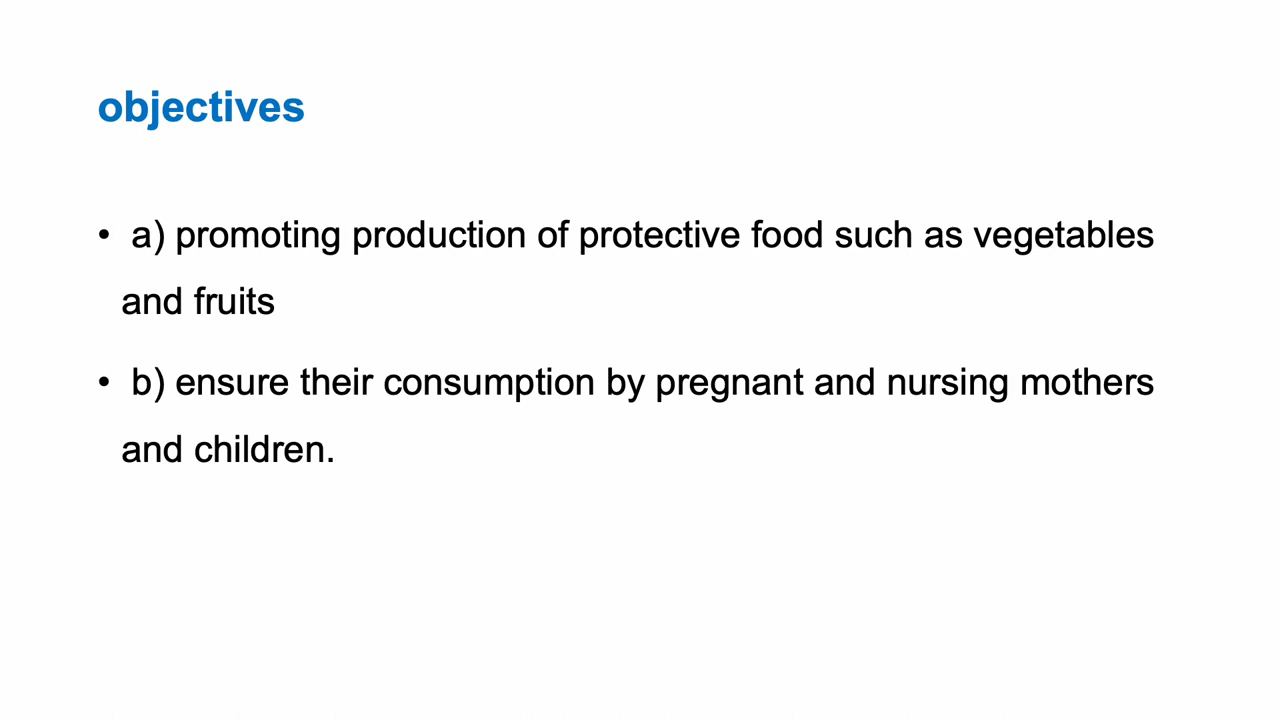 objectives
• a) promoting production of protective food such as vegetables
and fruits
• b) ensure their consumption by pregnant and nursing mothers
and children.